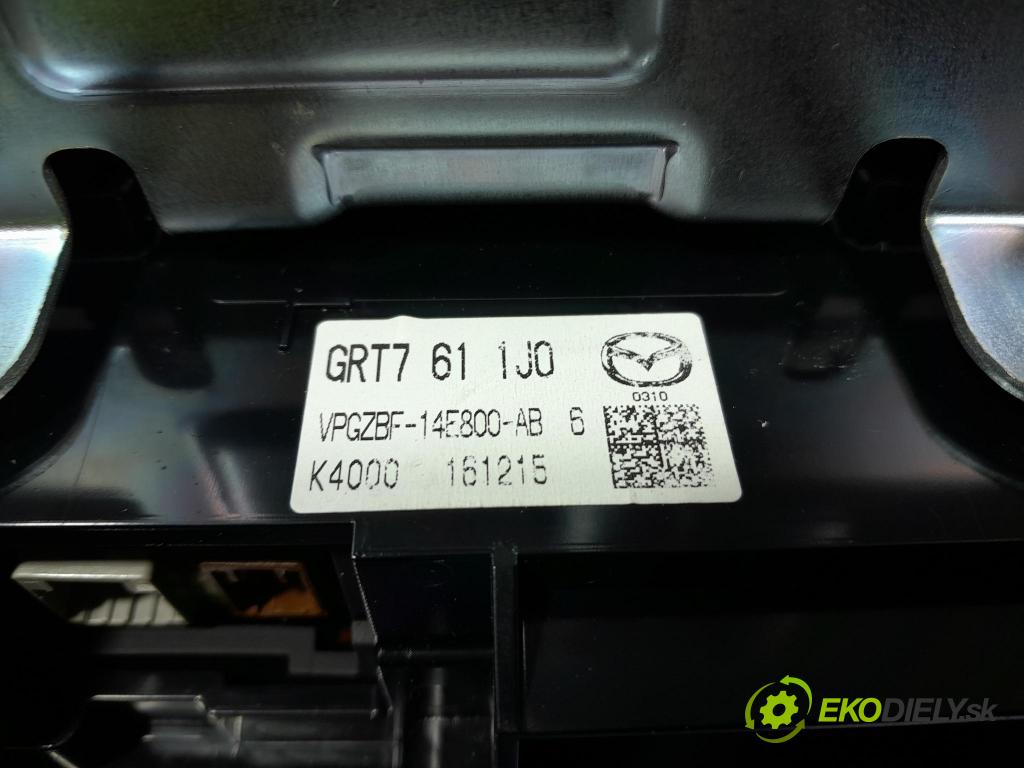 GRT7 61 1J0
0310
VPGZBF-14E800-AB 6
K4000 161215
EKODIELY.sk